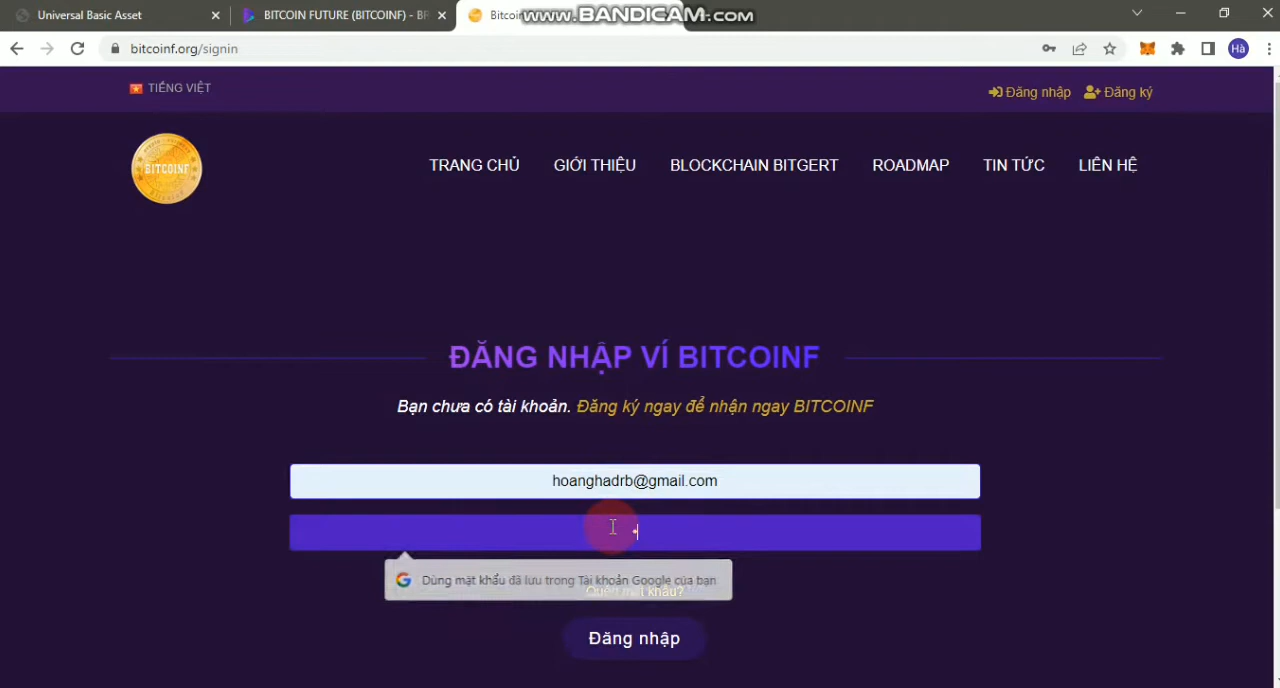 Universal Basic Asset
BITCOIN FUTURE (BITCOINF) - BR
Bitcoin
www.BANDICAM.COM
bitcoinf.org/signin
Hà
TIẾNG VIỆT
Đăng nhập
Đăng ký
BITCOINF
TRANG CHỦ
GIỚI THIỆU
BLOCKCHAIN BITGERT
ROADMAP
TIN TỨC
LIÊN HỆ
ĐĂNG NHẬP VÍ BITCOINF
Bạn chưa có tài khoản. Đăng ký ngay để nhận ngay BITCOINF
hoanghadrb@gmail.com
Dùng mật khẩu đã lưu trong Tài khoản Google của bạn
Quên mật khẩu?
Đăng nhập